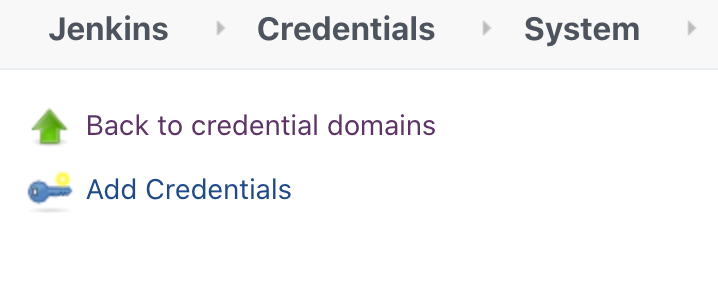 Jenkins Credentials System
Back to credential domains
Add Credentials